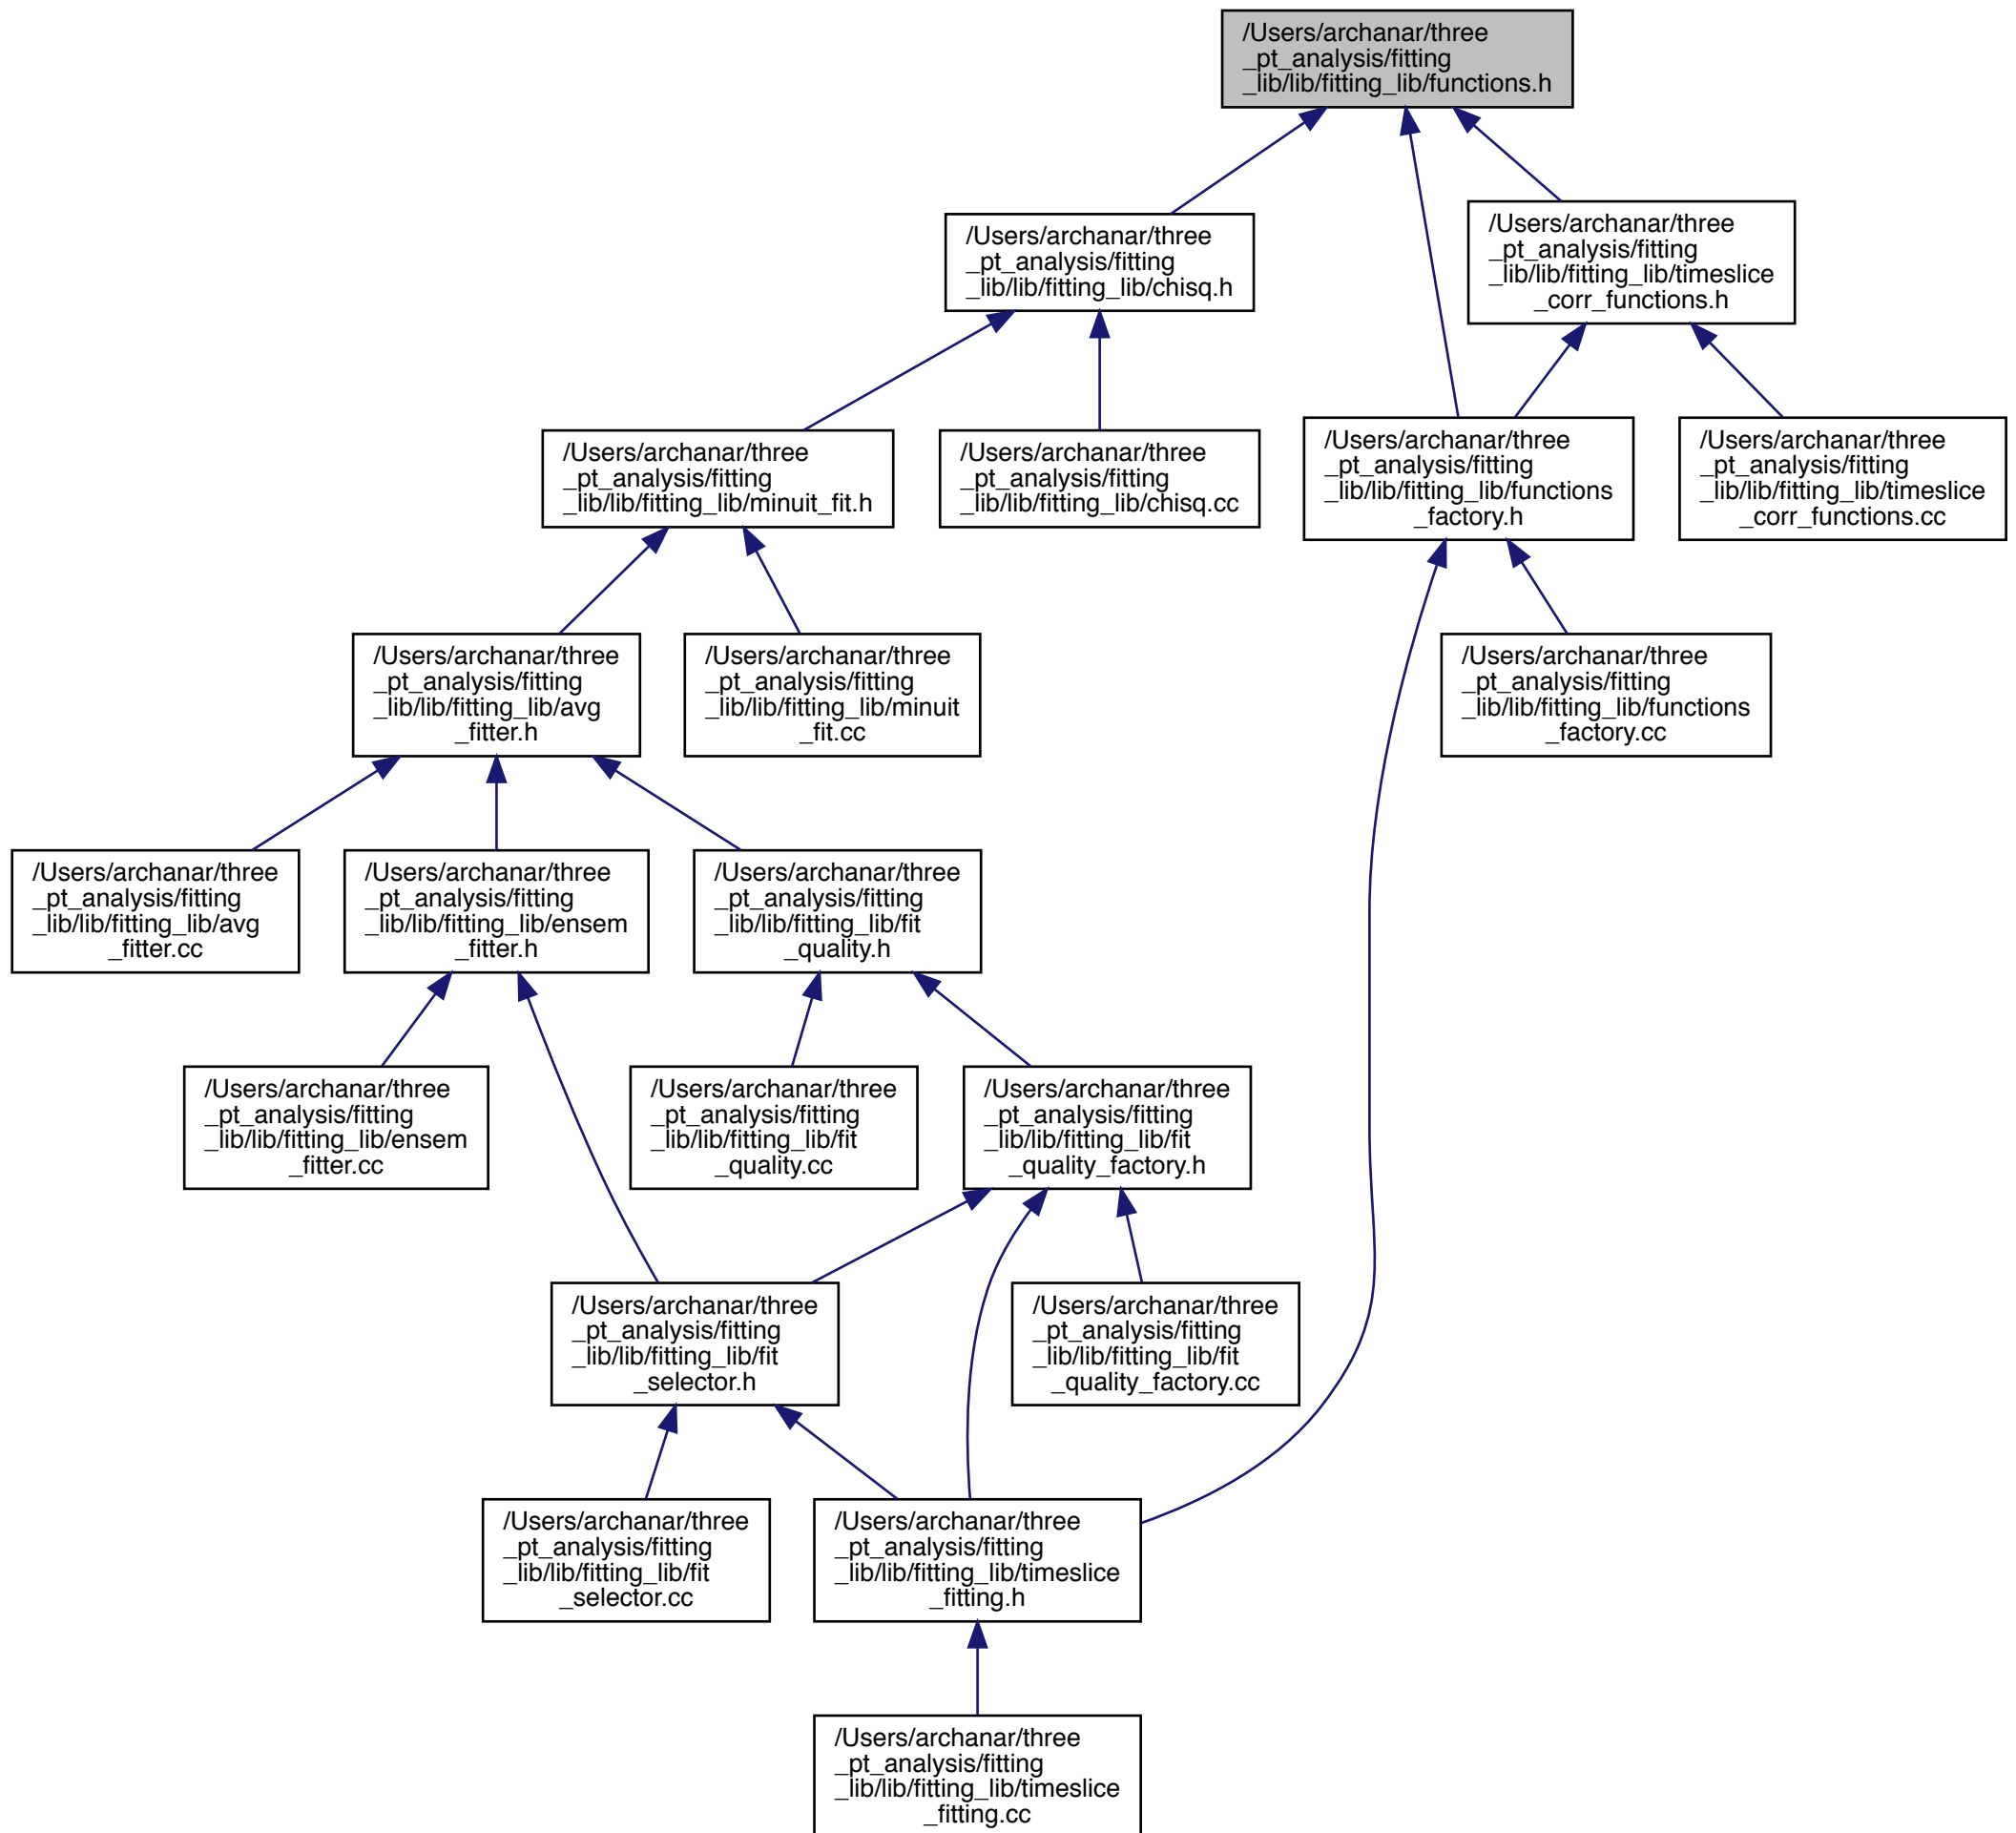 /Users/archanar/three
_pt_analysis/fitting
_lib/lib/fitting_lib/functions.h
/Users/archanar/three
_pt_analysis/fitting
_lib/lib/fitting_lib/chisq.h
/Users/archanar/three
_pt_analysis/fitting
_lib/lib/fitting_lib/timeslice
_corr_functions.h
/Users/archanar/three
_pt_analysis/fitting
_lib/lib/fitting_lib/minuit_fit.h
/Users/archanar/three
_pt_analysis/fitting
_lib/lib/fitting_lib/chisq.cc
/Users/archanar/three
_pt_analysis/fitting
_lib/lib/fitting_lib/functions
_factory.h
/Users/archanar/three
_pt_analysis/fitting
_lib/lib/fitting_lib/timeslice
_corr_functions.cc
/Users/archanar/three
_pt_analysis/fitting
_lib/lib/fitting_lib/avg
_fitter.h
/Users/archanar/three
_pt_analysis/fitting
_lib/lib/fitting_lib/minuit
_fit.cc
/Users/archanar/three
_pt_analysis/fitting
_lib/lib/fitting_lib/functions
_factory.cc
/Users/archanar/three
_pt_analysis/fitting
_lib/lib/fitting_lib/avg
_fitter.cc
/Users/archanar/three
_pt_analysis/fitting
_lib/lib/fitting_lib/ensem
_fitter.h
/Users/archanar/three
_pt_analysis/fitting
_lib/lib/fitting_lib/fit
_quality.h
/Users/archanar/three
_pt_analysis/fitting
_lib/lib/fitting_lib/ensem
_fitter.cc
/Users/archanar/three
_pt_analysis/fitting
_lib/lib/fitting_lib/fit
_quality.cc
/Users/archanar/three
_pt_analysis/fitting
_lib/lib/fitting_lib/fit
_quality_factory.h
/Users/archanar/three
_pt_analysis/fitting
_lib/lib/fitting_lib/fit
_selector.h
/Users/archanar/three
_pt_analysis/fitting
_lib/lib/fitting_lib/fit
_quality_factory.cc
/Users/archanar/three
_pt_analysis/fitting
_lib/lib/fitting_lib/fit
_selector.cc
/Users/archanar/three
_pt_analysis/fitting
_lib/lib/fitting_lib/timeslice
_fitting.h
/Users/archanar/three
_pt_analysis/fitting
_lib/lib/fitting_lib/timeslice
_fitting.cc